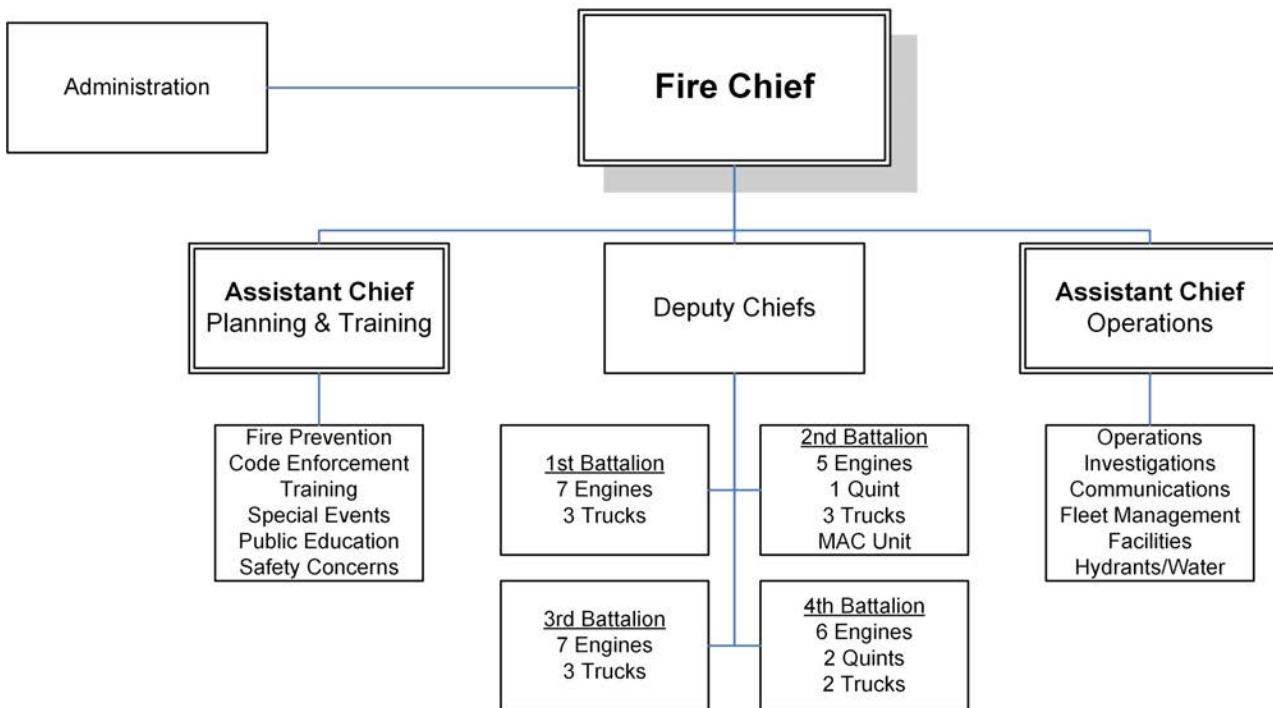 Administration
Fire Chief
Assistant Chief
Planning & Training
Deputy Chiefs
Assistant Chief
Operations
Fire Prevention
Code Enforcement
Training
Special Events
Public Education
Safety Concerns
1st Battalion
7 Engines
3 Trucks
2nd Battalion
5 Engines
1 Quint
3 Trucks
MAC Unit
Operations
Investigations
Communications
Fleet Management
Facilities
Hydrants/Water
3rd Battalion
7 Engines
3 Trucks
4th Battalion
6 Engines
2 Quints
2 Trucks